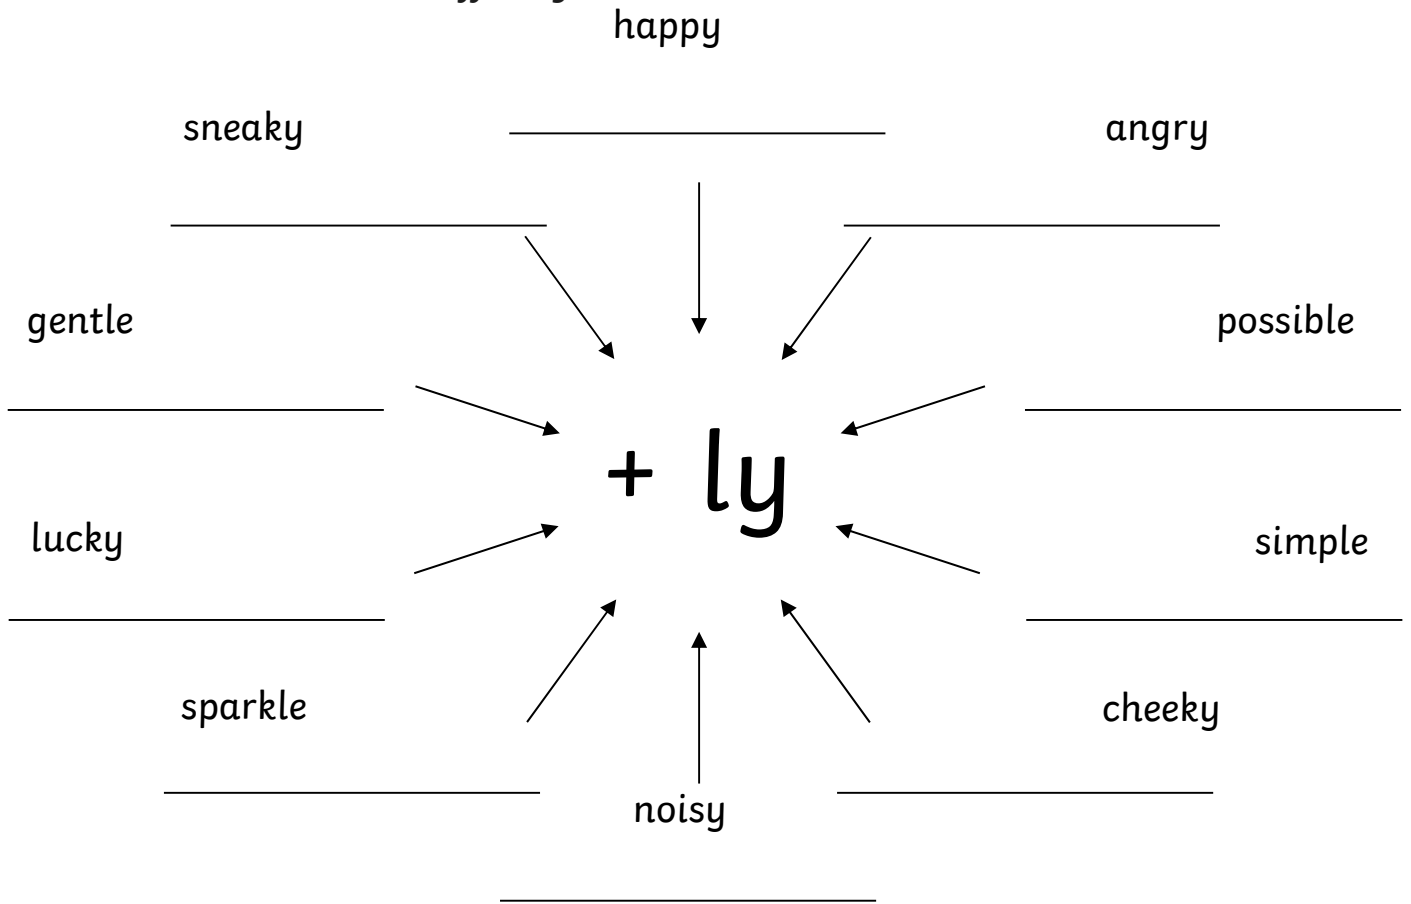 happy
sneaky
angry
gentle
possible
+ ly
lucky
simple
sparkle
cheeky
noisy